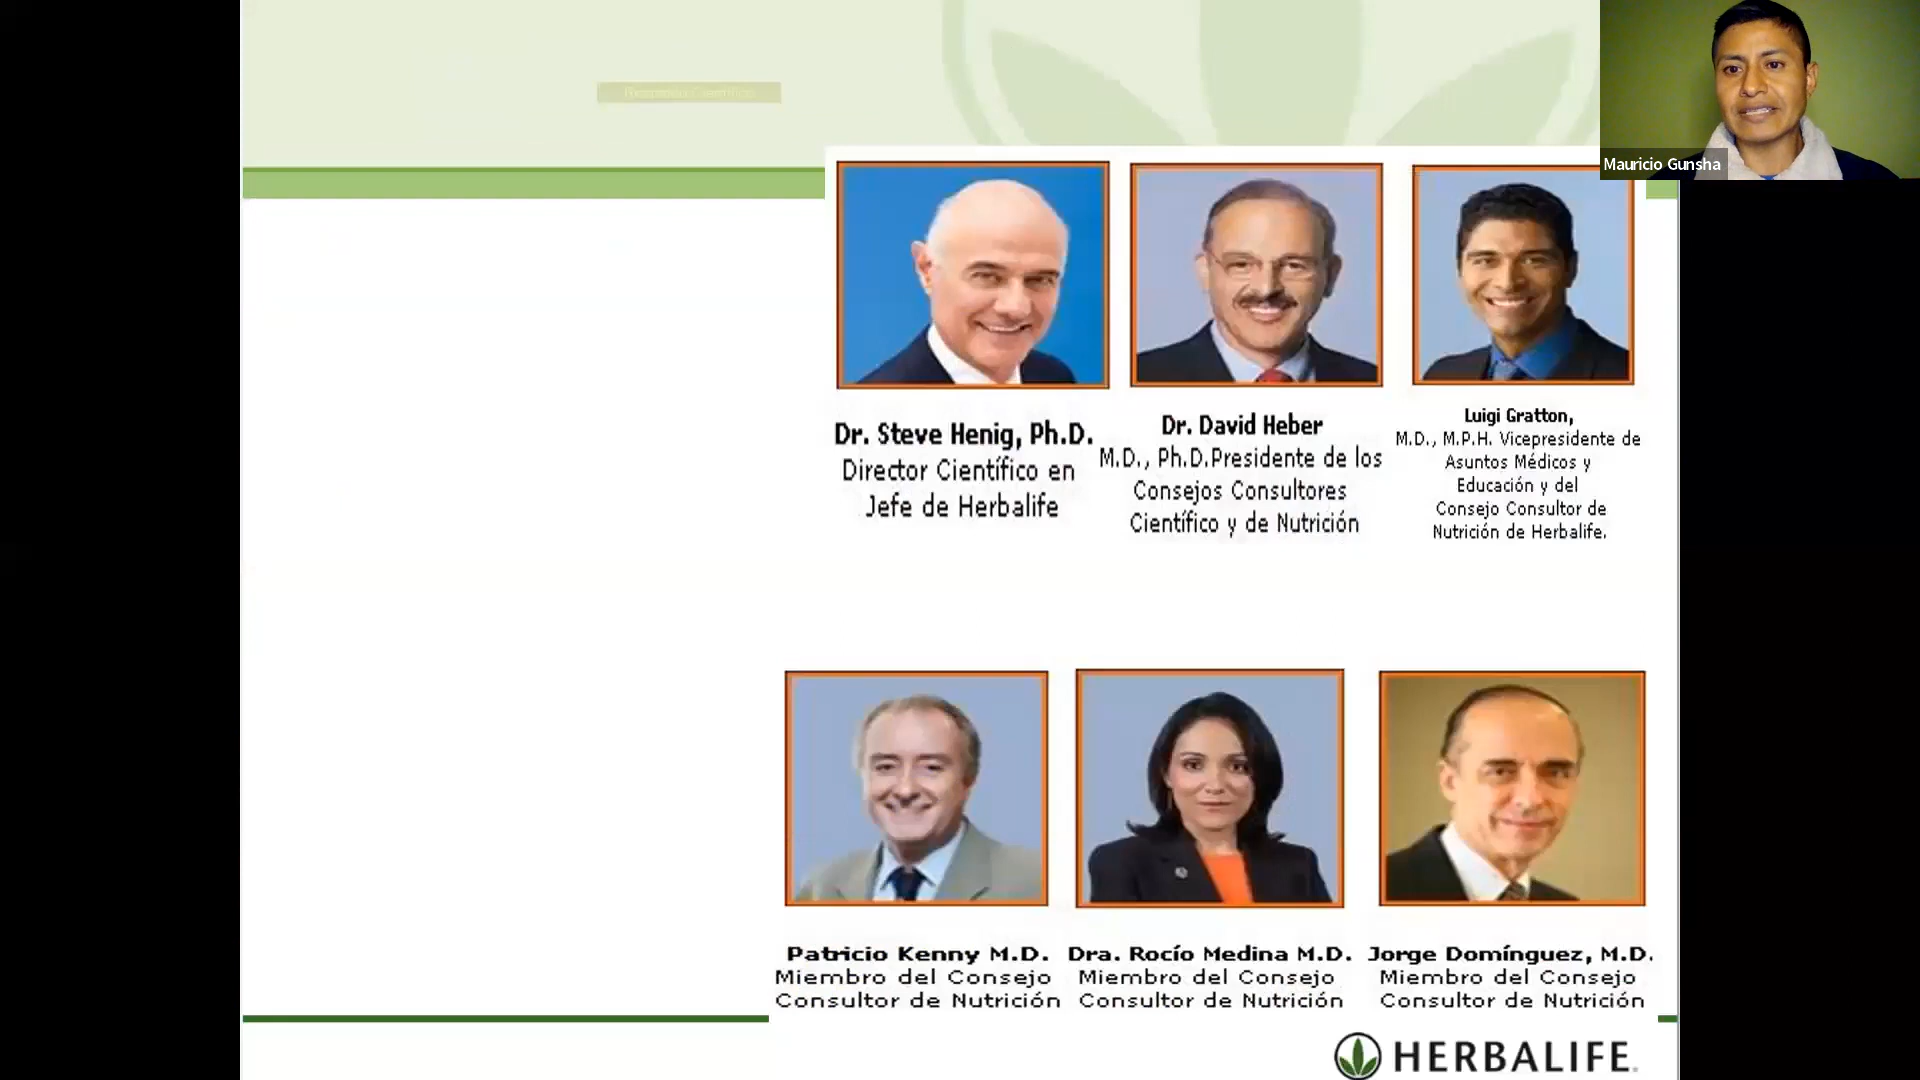 Mauricio Gunsha
Dr. Steve Henig, Ph.D.
Director Científico en
Jefe de Herbalife
Dr. David Heber
M.D., Ph.D.Presidente de los
Consejos Consultores
Científico y de Nutrición
Luigi Gratton,
M.D., M.P.H. Vicepresidente de
Asuntos Médicos y
Educación y del
Consejo Consultor de
Nutrición de Herbalife.
Patricio Kenny M.D.
Miembro del Consejo
Consultor de Nutrición
Dra. Rocío Medina M.D.
Miembro del Consejo
Consultor de Nutrición
Jorge Domínguez, M.D.
Miembro del Consejo
Consultor de Nutrición
HERBALIFE